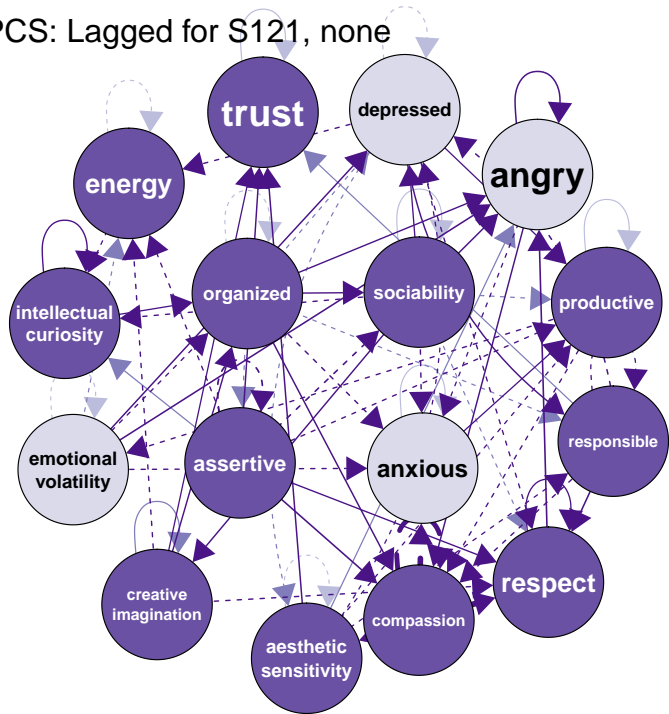 PCS: Lagged for S121, none
trust
depressed
energy
angry
organized
sociability
intellectual
curiosity
productive
emotional
volatility
assertive
anxious
responsible
creative
imagination
respect
compassion
aesthetic
sensitivity